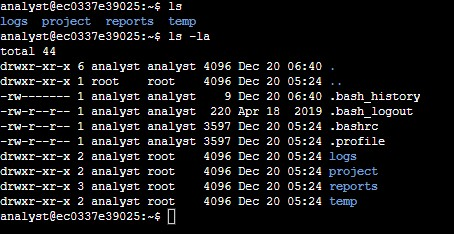 analyst@ec0337e39025:~$ ls
logs  project  reports  temp
analyst@ec0337e39025:~$ ls -la
total 44
drwxr-xr-x 6 analyst analyst 4096 Dec 20 06:40 .
drwxr-xr-x 1 root    root    4096 Dec 20 05:24 ..
-rw------- 1 analyst analyst    9 Dec 20 06:40 .bash_history
-rw-r--r-- 1 analyst analyst  220 Apr 18  2019 .bash_logout
-rw-r--r-- 1 analyst analyst 3597 Dec 20 05:24 .bashrc
-rw-r--r-- 1 analyst analyst 3597 Dec 20 05:24 .profile
drwxr-xr-x 2 analyst root    4096 Dec 20 05:24 logs
drwxr-xr-x 2 analyst root    4096 Dec 20 05:24 project
drwxr-xr-x 3 analyst root    4096 Dec 20 05:24 reports
drwxr-xr-x 2 analyst root    4096 Dec 20 05:24 temp
analyst@ec0337e39025:~$